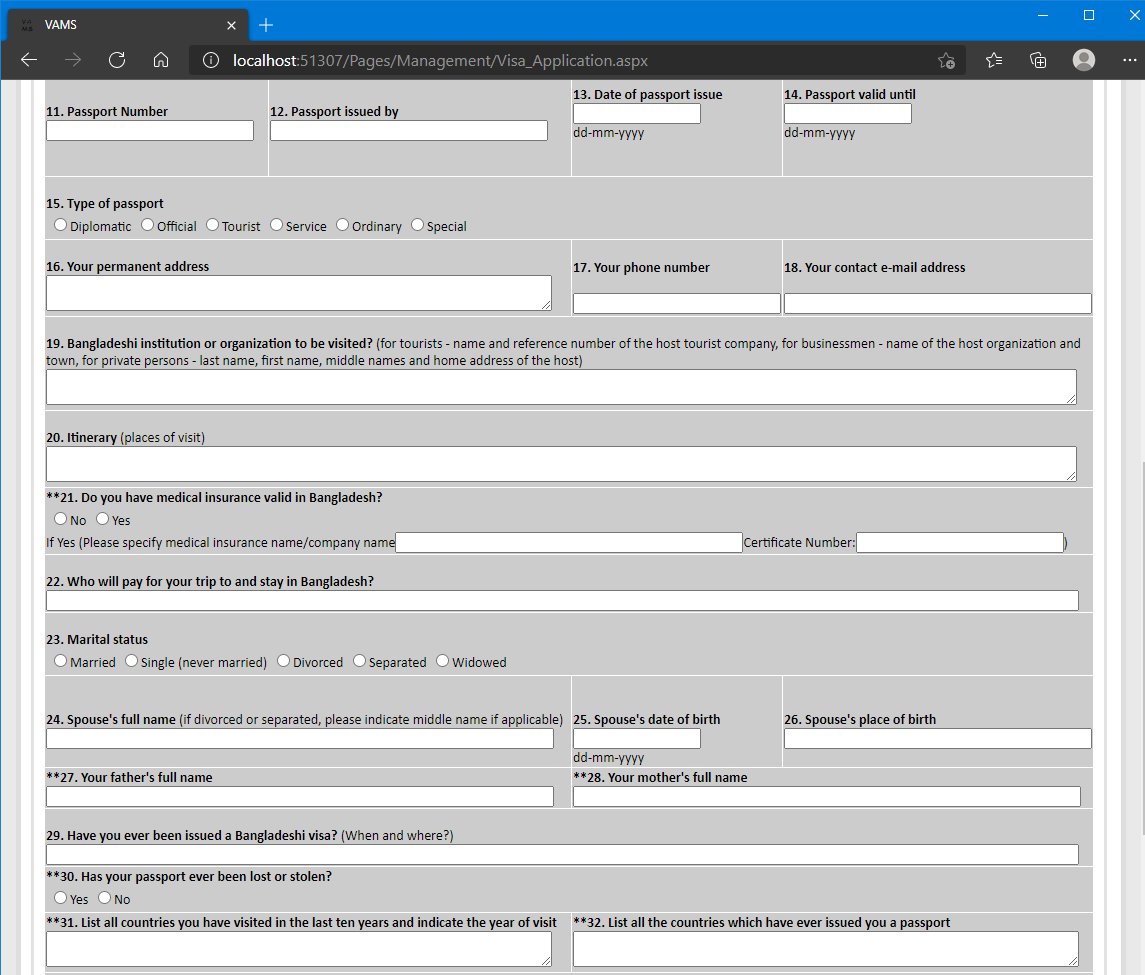 VAMS
localhost:51307/Pages/Management/Visa_Application.aspx
11. Passport Number
12. Passport issued by
13. Date of passport issue
dd-mm-yyyy
14. Passport valid until
dd-mm-yyyy
15. Type of passport
Diplomatic Official Tourist Service Ordinary Special
16. Your permanent address
17. Your phone number
18. Your contact e-mail address
19. Bangladeshi institution or organization to be visited? (for tourists - name and reference number of the host tourist company, for businessmen - name of the host organization and
town, for private persons - last name, first name, middle names and home address of the host)
20. Itinerary (places of visit)
**21. Do you have medical insurance valid in Bangladesh?
No Yes
If Yes (Please specify medical insurance name/company name Certificate Number: )
22. Who will pay for your trip to and stay in Bangladesh?
23. Marital status
Married Single (never married) Divorced Separated Widowed
24. Spouse's full name (if divorced or separated, please indicate middle name if applicable)
25. Spouse's date of birth
dd-mm-yyyy
26. Spouse's place of birth
**27. Your father's full name
**28. Your mother's full name
29. Have you ever been issued a Bangladeshi visa? (When and where?)
**30. Has your passport ever been lost or stolen?
Yes No
**31. List all countries you have visited in the last ten years and indicate the year of visit
**32. List all the countries which have ever issued you a passport